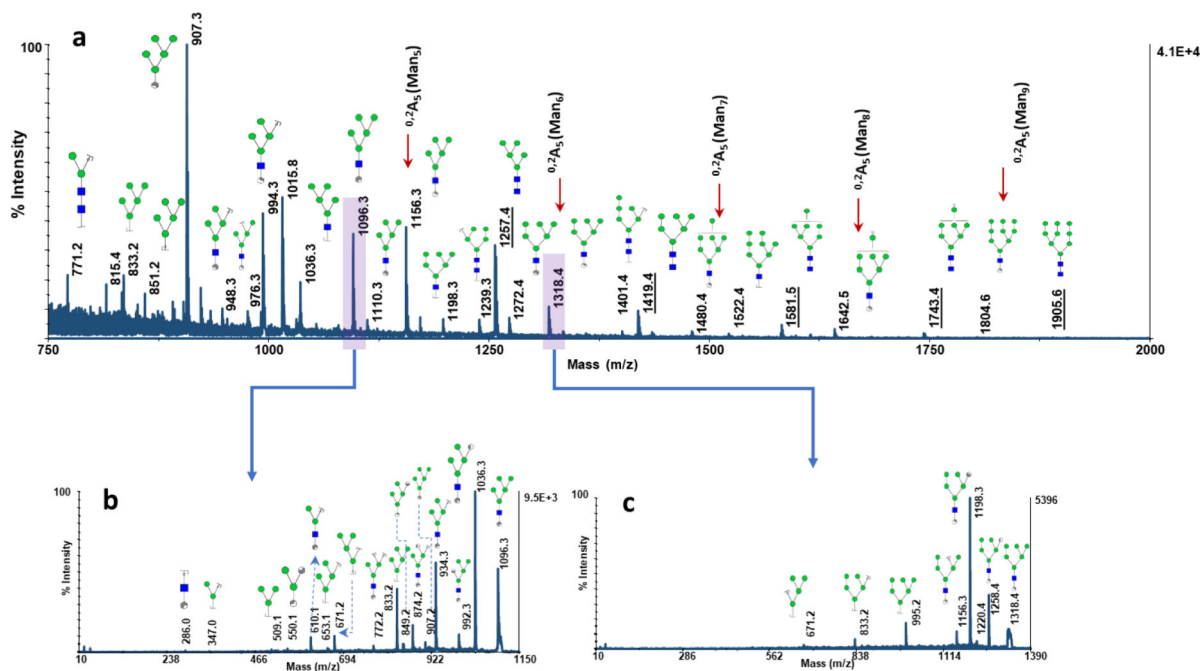 a
907.3
4.1E+4
100
% Intensity
0,2A5(Man5)
0,2A5(Man6)
0,2A5(Man7)
0,2A5(Man8)
0,2A5(Man9)
771.2
815.4
833.2
851.2
948.3
976.3
994.3
1015.8
1036.3
1096.3
1110.3
1156.3
1198.3
1239.3
1257.4
1272.4
1318.4
1401.4
1419.4
1480.4
1522.4
1581.5
1642.5
1743.4
1804.6
1905.6
750 1000 1250 1500 1750 2000
Mass (m/z)
b
100
9.5E+3
% Intensity
286.0
347.0
509.1
550.1
610.1
653.1
671.2
772.2
833.2
849.2
874.2
907.2
934.3
992.3
1036.3
1096.3
10 238 466 694 922 1150
Mass (m/z)
c
100
5396
% Intensity
671.2
833.2
995.2
1156.3
1198.3
1220.4
1258.4
1318.4
10 286 562 838 1114 1390
Mass (m/z)